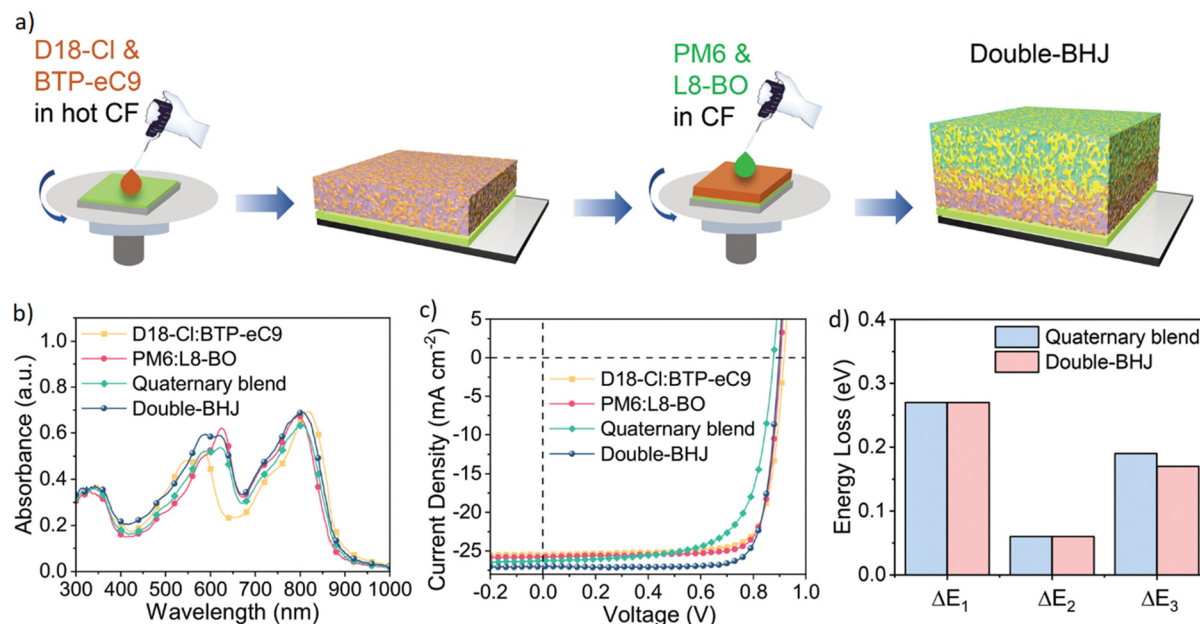 a)
D18-Cl &
BTP-eC9
in hot CF
PM6 &
L8-BO
in CF
Double-BHJ
b)
1.0
0.8
0.6
0.4
0.2
0.0
Absorbance (a.u.)
D18-Cl:BTP-eC9
PM6:L8-BO
Quaternary blend
Double-BHJ
300 400 500 600 700 800 900 1000
Wavelength (nm)
c)
5
0
-5
-10
-15
-20
-25
Current Density (mA cm⁻²)
D18-Cl:BTP-eC9
PM6:L8-BO
Quaternary blend
Double-BHJ
-0.2 0.0 0.2 0.4 0.6 0.8 1.0
Voltage (V)
d)
0.4
0.3
0.2
0.1
0.0
Energy Loss (eV)
Quaternary blend
Double-BHJ
ΔE₁ ΔE₂ ΔE₃